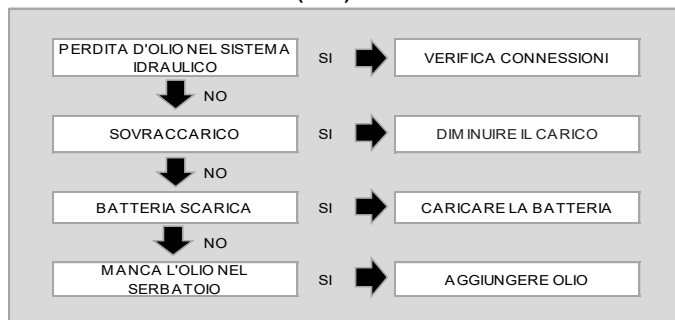 PERDITA D'OLIO NEL SISTEMA
IDRAULICO
SI
VERIFICA CONNESSIONI
NO
SOVRACCARICO
SI
DIMINUIRE IL CARICO
NO
BATTERIA SCARICA
SI
CARICARE LA BATTERIA
NO
MANCA L'OLIO NEL
SERBATOIO
SI
AGGIUNGERE OLIO